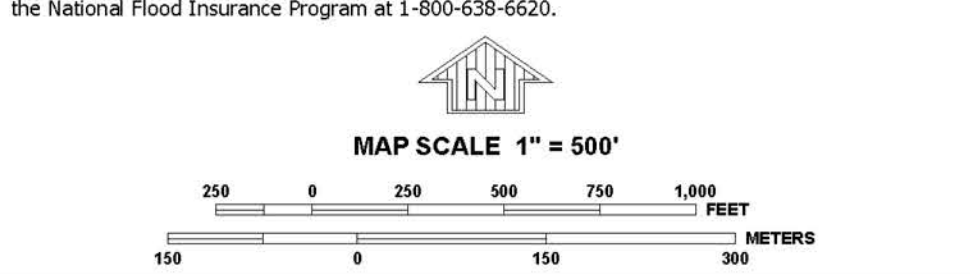 the National Flood Insurance Program at 1-800-638-6620.
N
MAP SCALE 1" = 500'
250 0 250 500 750 1,000
FEET
METERS
150 0 150 300